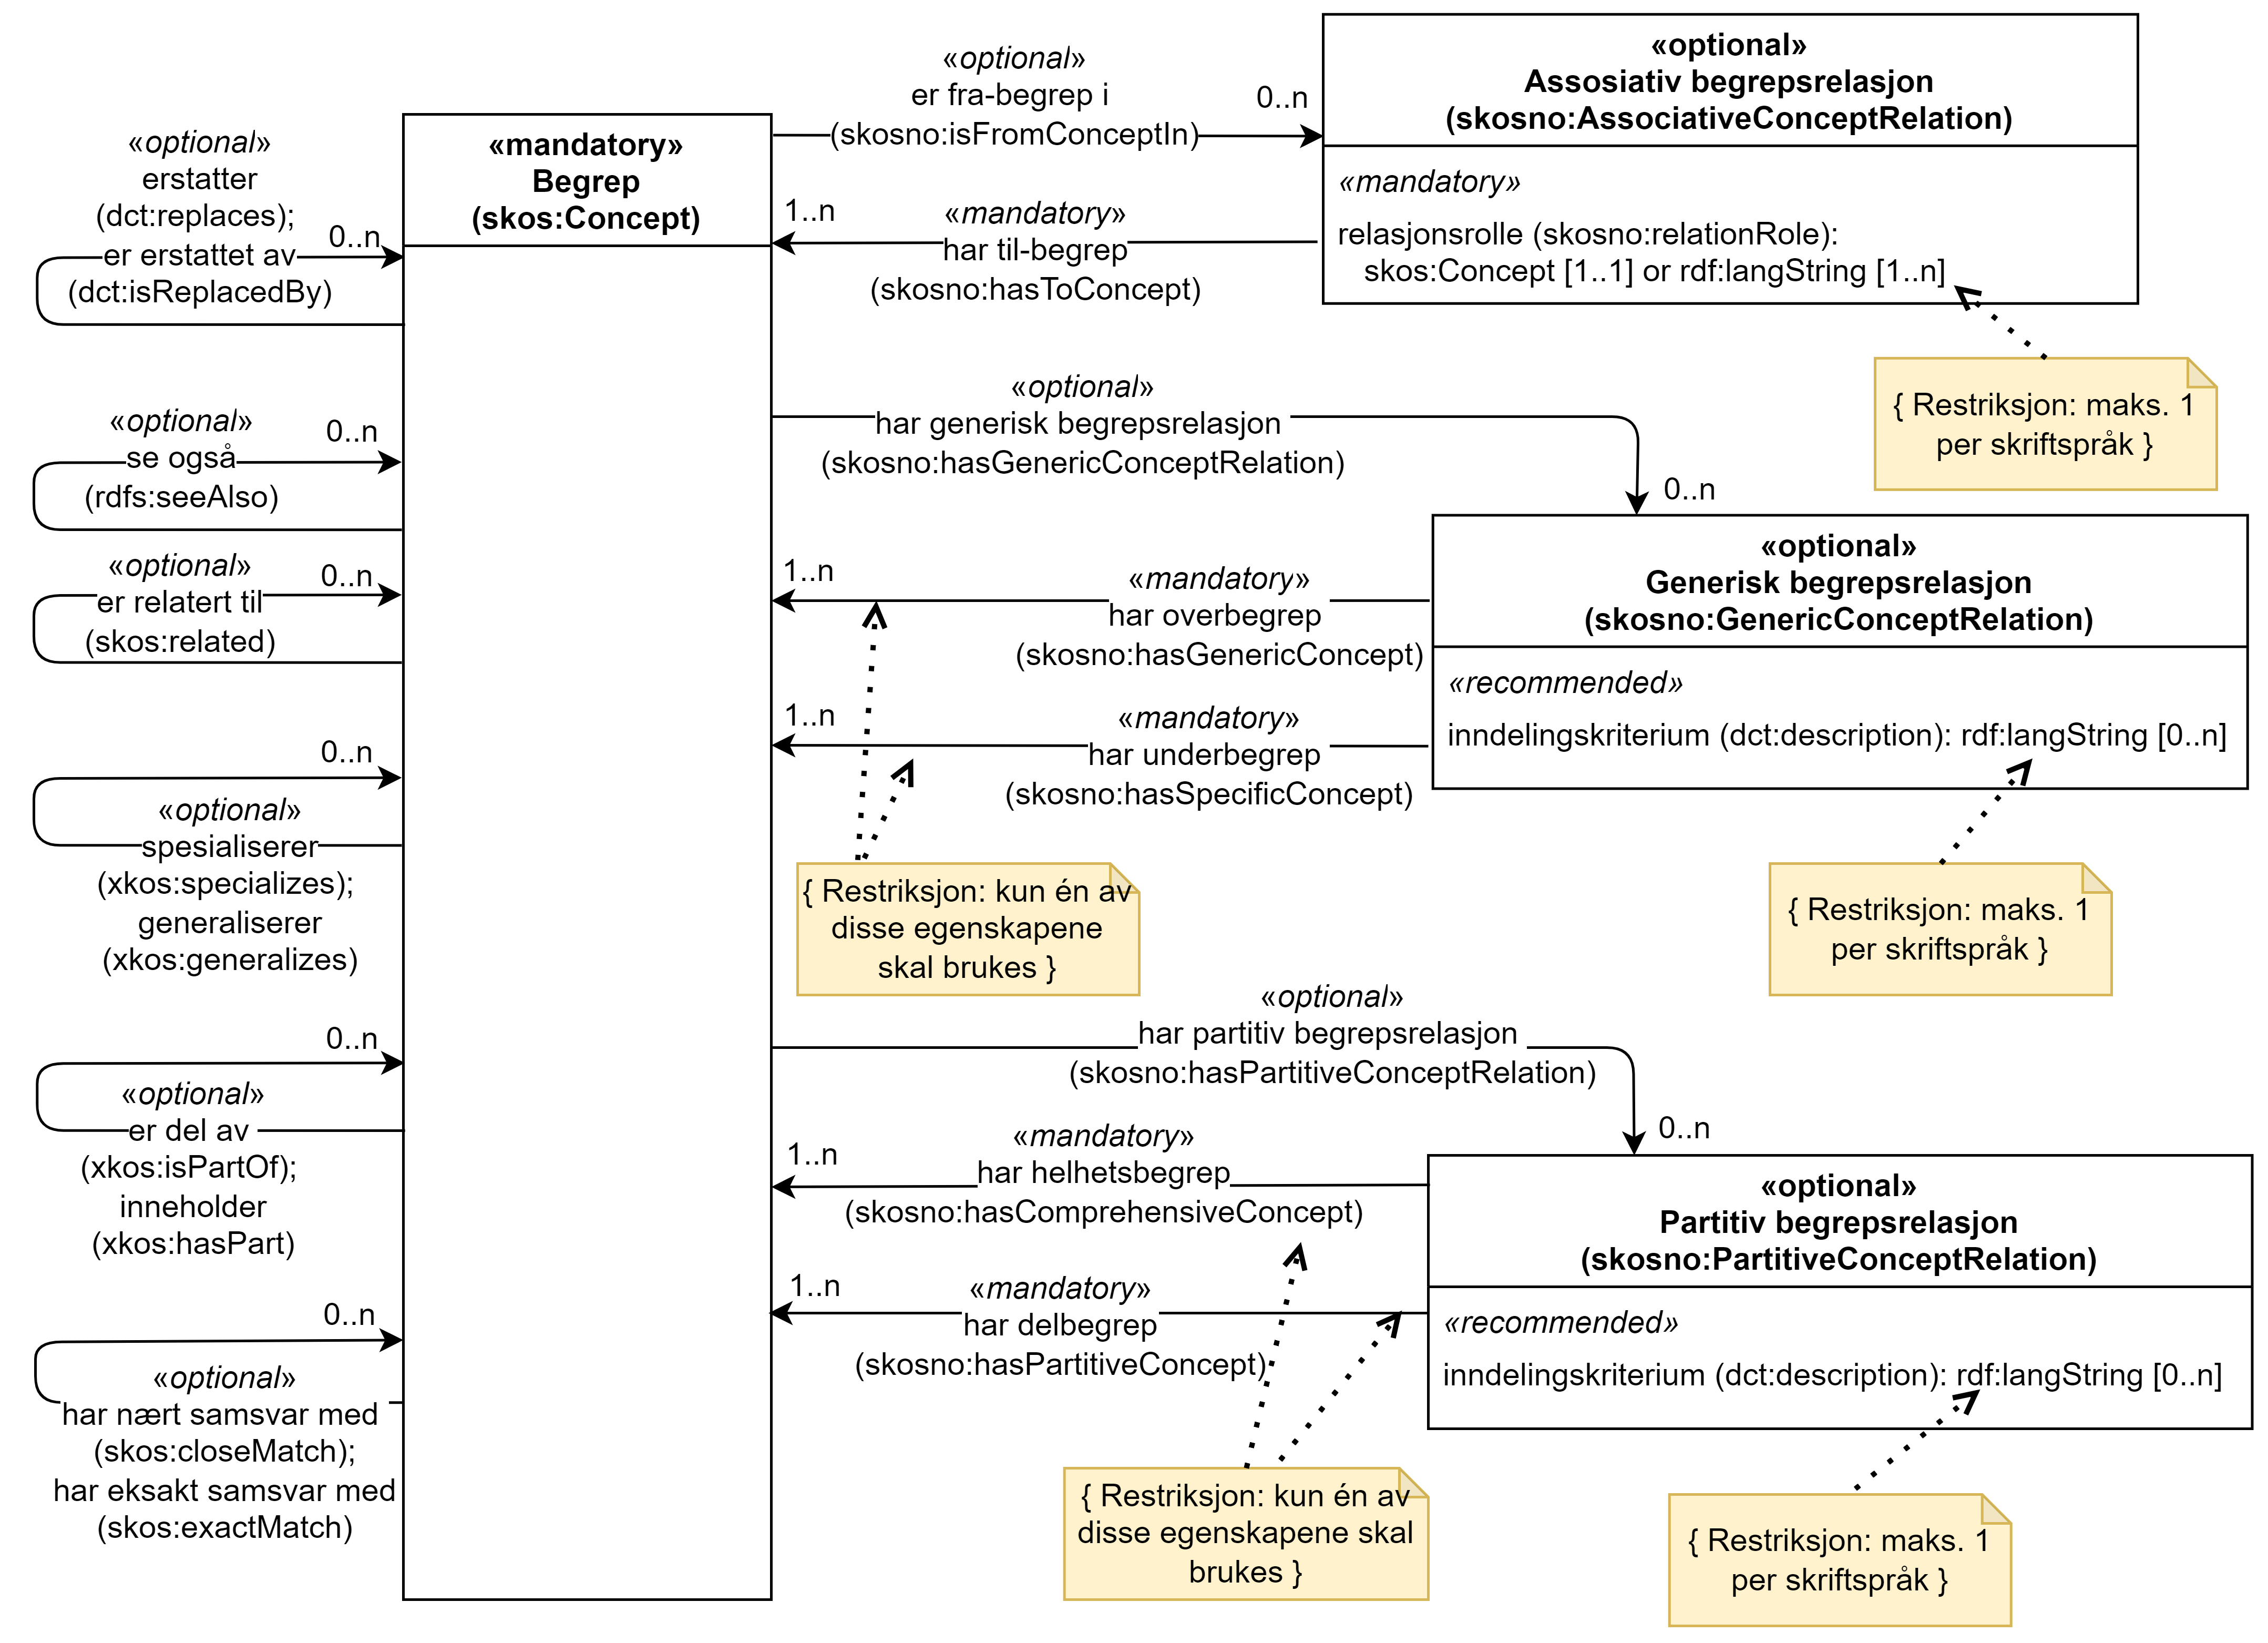 «optional»
erstatter
(dct:replaces);
er erstattet av
(dct:isReplacedBy)
0..n
«optional»
se også
(rdfs:seeAlso)
0..n
«optional»
er relatert til
(skos:related)
0..n
0..n
«optional»
spesialiserer
(xkos:specializes);
generaliserer
(xkos:generalizes)
0..n
«optional»
er del av
(xkos:isPartOf);
inneholder
(xkos:hasPart)
0..n
«optional»
har nært samsvar med
(skos:closeMatch);
har eksakt samsvar med
(skos:exactMatch)
«mandatory»
Begrep
(skos:Concept)
«optional»
er fra-begrep i
(skosno:isFromConceptIn)
0..n
1..n
«mandatory»
har til-begrep
(skosno:hasToConcept)
«optional»
Assosiativ begrepsrelasjon
(skosno:AssociativeConceptRelation)
«mandatory»
relasjonsrolle (skosno:relationRole):
skos:Concept [1..1] or rdf:langString [1..n]
{ Restriksjon: maks. 1
per skriftspråk }
«optional»
har generisk begrepsrelasjon
(skosno:hasGenericConceptRelation)
0..n
1..n
«mandatory»
har overbegrep
(skosno:hasGenericConcept)
1..n
«mandatory»
har underbegrep
(skosno:hasSpecificConcept)
«optional»
Generisk begrepsrelasjon
(skosno:GenericConceptRelation)
«recommended»
inndelingskriterium (dct:description): rdf:langString [0..n]
{ Restriksjon: kun én av
disse egenskapene
skal brukes }
{ Restriksjon: maks. 1
per skriftspråk }
«optional»
har partitiv begrepsrelasjon
(skosno:hasPartitiveConceptRelation)
0..n
1..n
«mandatory»
har helhetsbegrep
(skosno:hasComprehensiveConcept)
1..n
«mandatory»
har delbegrep
(skosno:hasPartitiveConcept)
«optional»
Partitiv begrepsrelasjon
(skosno:PartitiveConceptRelation)
«recommended»
inndelingskriterium (dct:description): rdf:langString [0..n]
{ Restriksjon: kun én av
disse egenskapene skal
brukes }
{ Restriksjon: maks. 1
per skriftspråk }